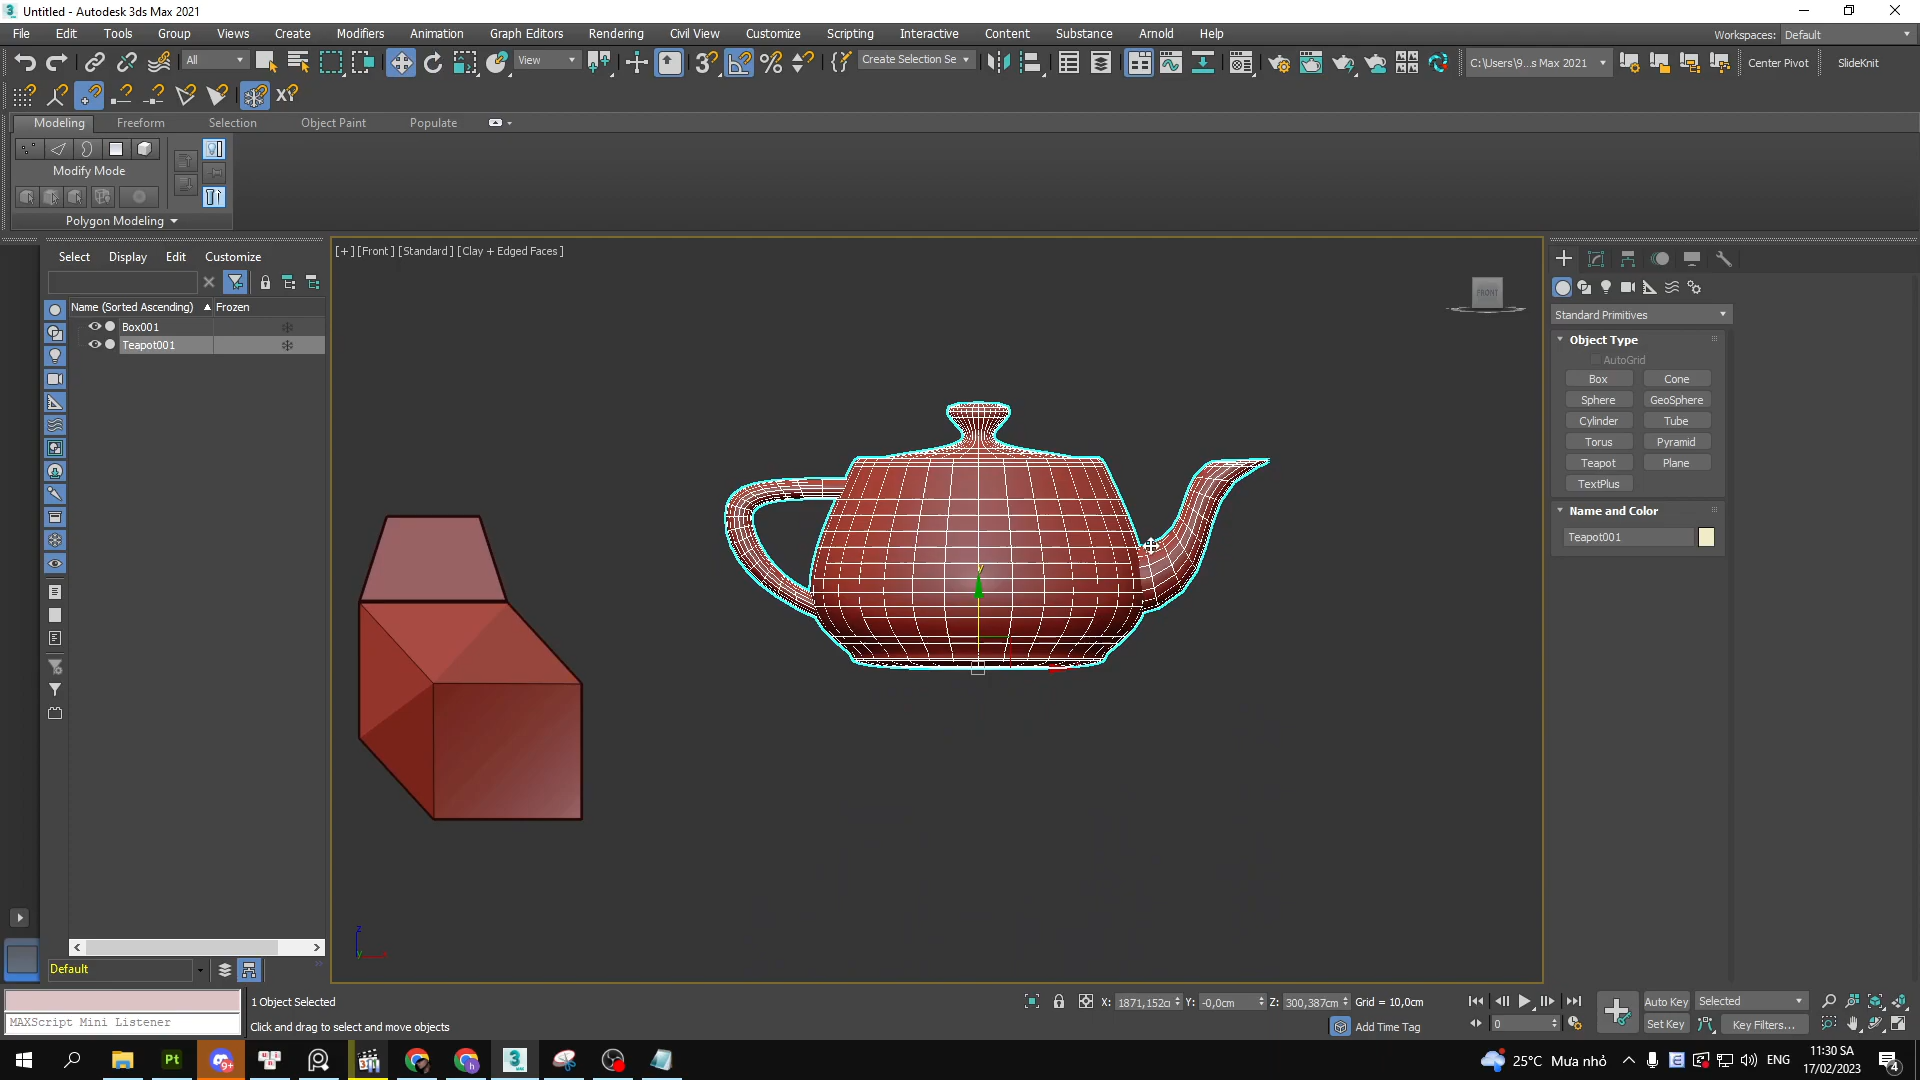 Untitled - Autodesk 3ds Max 2021
File Edit Tools Group Views Create Modifiers Animation Graph Editors Rendering Civil View Customize Scripting Interactive Content Substance Arnold Help
Workspaces: Default
All View Create Selection Se C:\Users\9...s Max 2021 Center Pivot SlideKnit
XY
Modeling Freeform Selection Object Paint Populate
Modify Mode
Polygon Modeling
Select Display Edit Customize
Name (Sorted Ascending) Frozen
Box001
Teapot001
Default
[+] [Front] [Standard] [Clay + Edged Faces]
FRONT
y
z
y
Standard Primitives
Object Type
AutoGrid
Box Cone
Sphere GeoSphere
Cylinder Tube
Torus Pyramid
Teapot Plane
TextPlus
Name and Color
Teapot001
MAXScript Mini Listener
1 Object Selected
Click and drag to select and move objects
X: 1871,152c Y: -0,0cm Z: 300,387cm Grid = 10,0cm
Add Time Tag
0
Auto Key Selected
Set Key Key Filters...
Pt 9+ 3
25°C Mưa nhỏ ENG
11:30 SA
17/02/2023
4